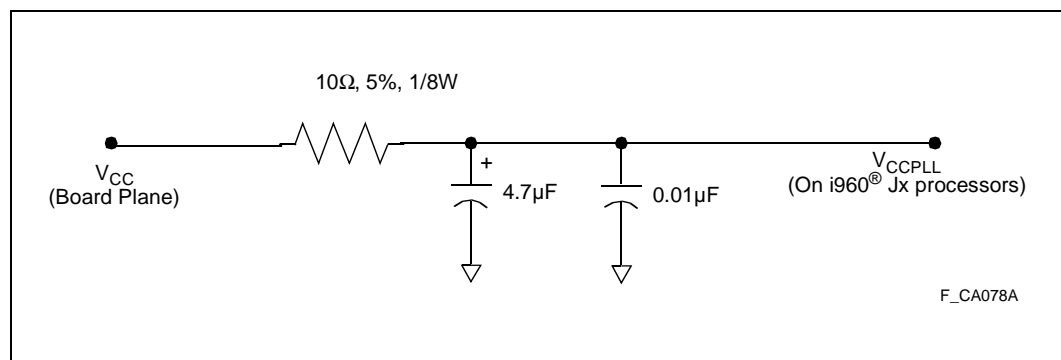 10Ω, 5%, 1/8W
V_CC
(Board Plane)
+
4.7µF
0.01µF
V_CCPLL
(On i960® Jx processors)
F_CA078A